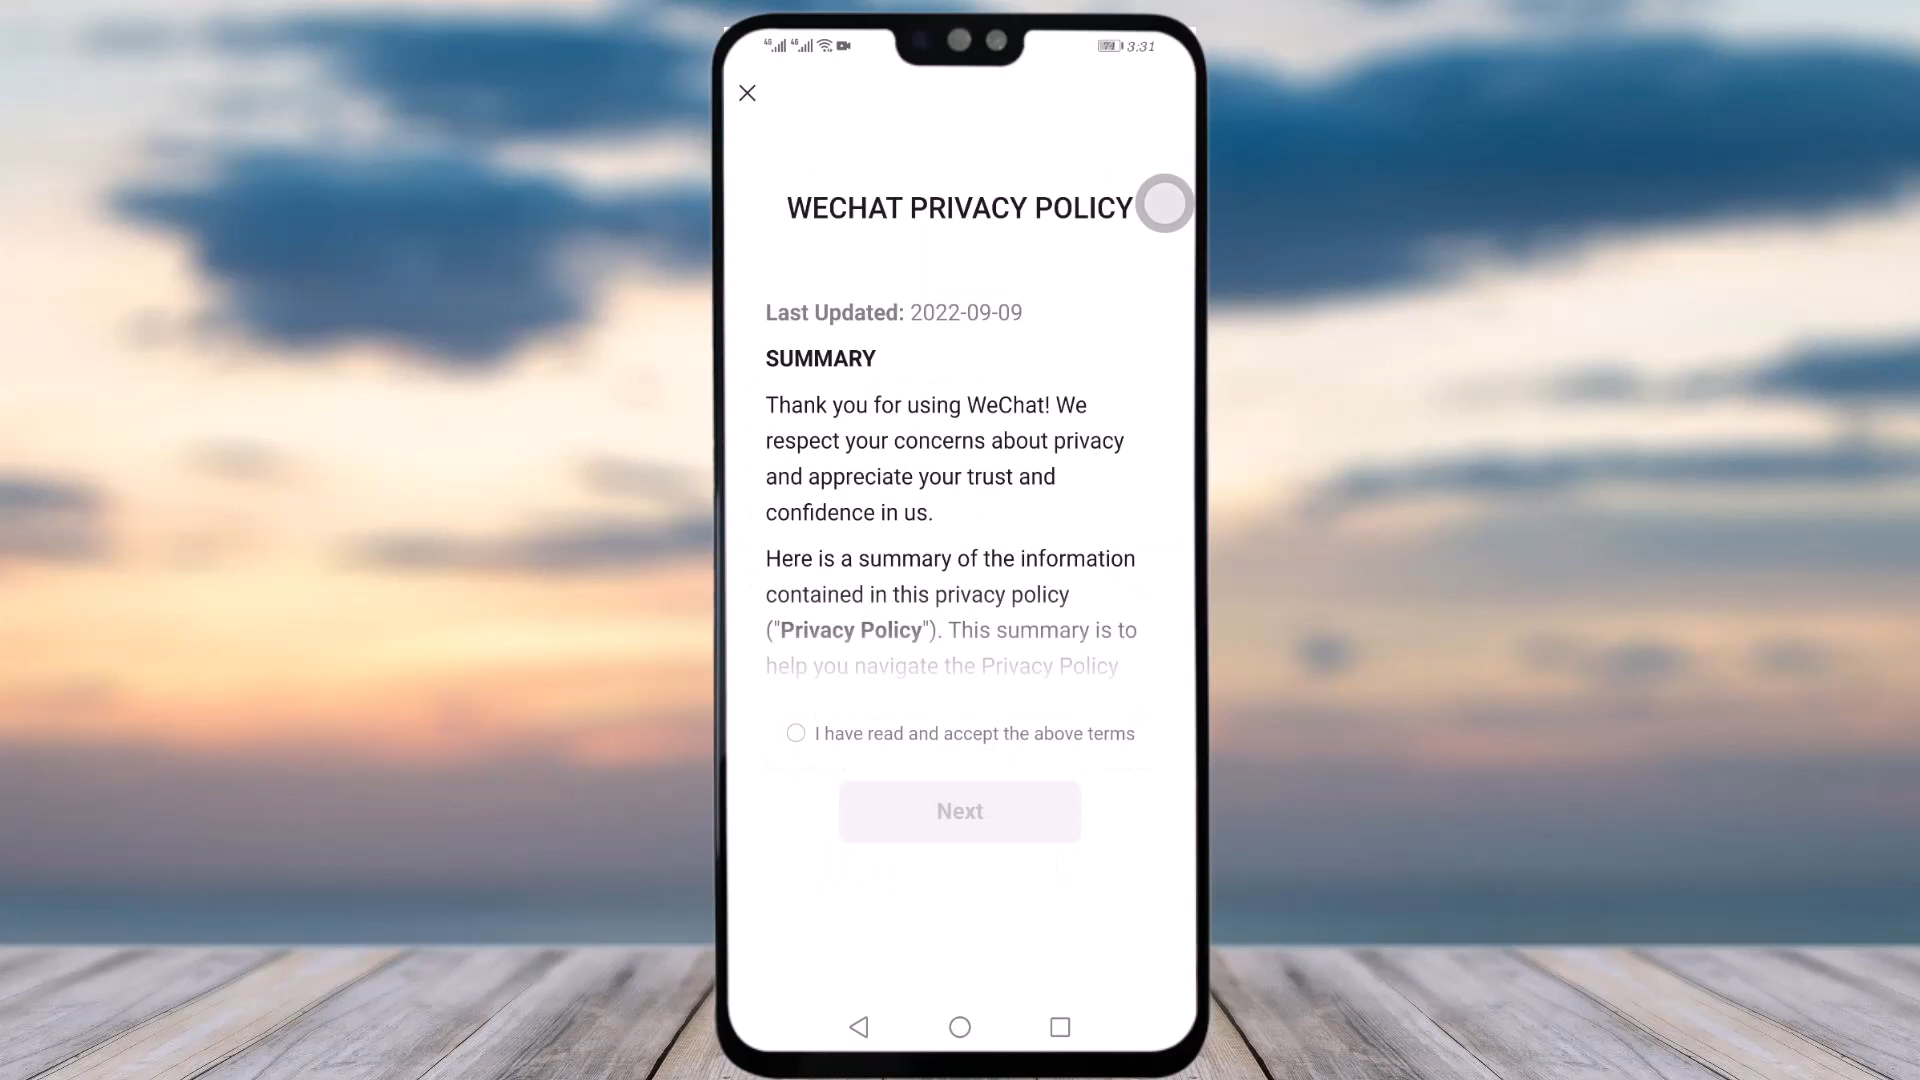 4G 4G 74 3:31
WECHAT PRIVACY POLICY
Last Updated: 2022-09-09
SUMMARY
Thank you for using WeChat! We
respect your concerns about privacy
and appreciate your trust and
confidence in us.
Here is a summary of the information
contained in this privacy policy
("Privacy Policy"). This summary is to
help you navigate the Privacy Policy
I have read and accept the above terms
Next